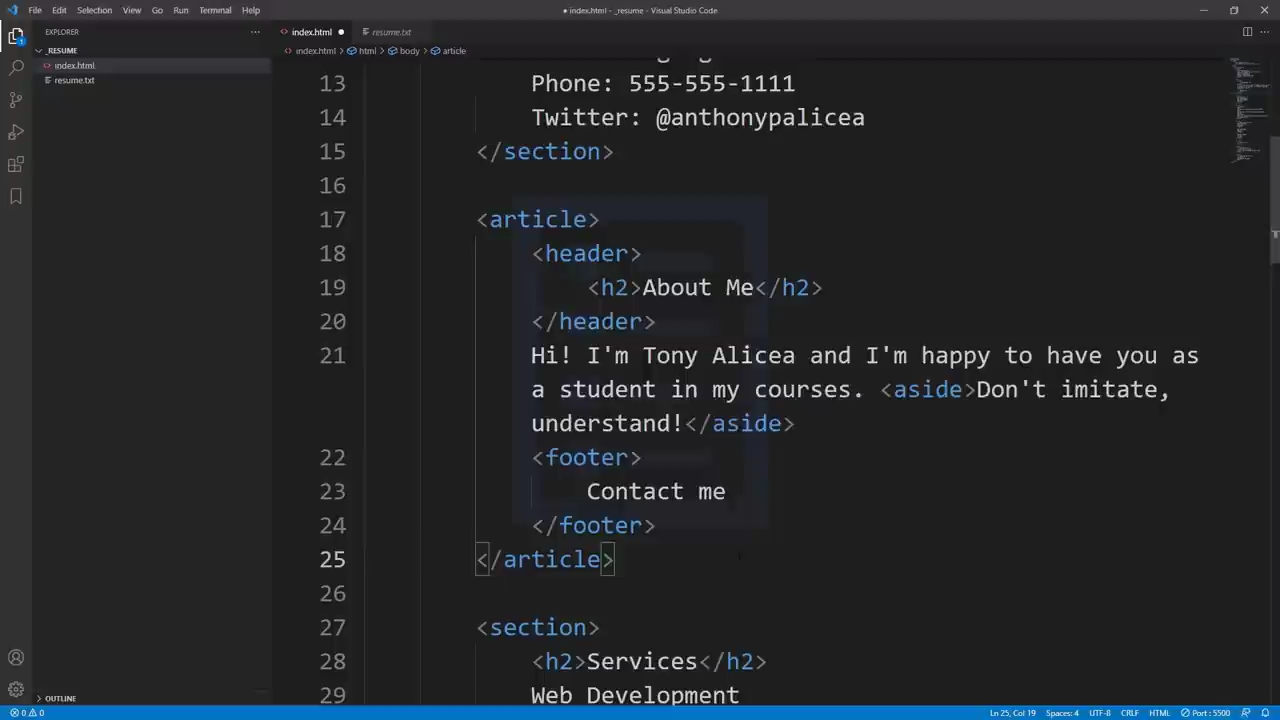 File Edit Selection View Go Run Terminal Help
● index.html - _resume - Visual Studio Code
EXPLORER
_RESUME
index.html
resume.txt
OUTLINE
index.html
resume.txt
index.html > html > body > article
13 Phone: 555-555-1111
14 Twitter: @anthonypalicea
15 </section>
16
17 <article>
18 <header>
19 <h2>About Me</h2>
20 </header>
21 Hi! I'm Tony Alicea and I'm happy to have you as
a student in my courses. <aside>Don't imitate,
understand!</aside>
22 <footer>
23 Contact me
24 </footer>
25 </article>
26
27 <section>
28 <h2>Services</h2>
29 Web Development
0 0
Ln 25, Col 19 Spaces: 4 UTF-8 CRLF HTML Port : 5500